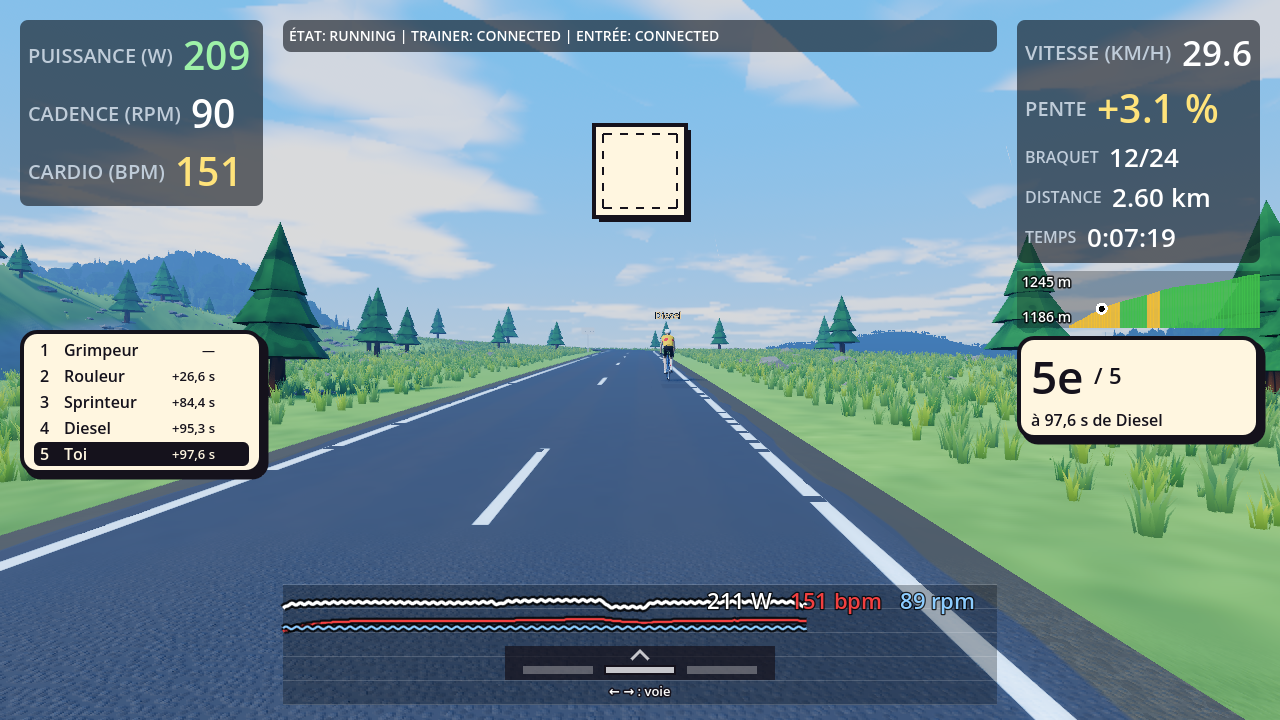 PUISSANCE (W) 209
CADENCE (RPM) 90
CARDIO (BPM) 151
ÉTAT: RUNNING | TRAINER: CONNECTED | ENTRÉE: CONNECTED
VITESSE (KM/H) 29.6
PENTE +3.1 %
BRAQUET 12/24
DISTANCE 2.60 km
TEMPS 0:07:19
1245 m
1186 m
Diesel
1 Grimpeur —
2 Rouleur +26,6 s
3 Sprinteur +84,4 s
4 Diesel +95,3 s
5 Toi +97,6 s
5e / 5
à 97,6 s de Diesel
211 W 151 bpm 89 rpm
← → : voie